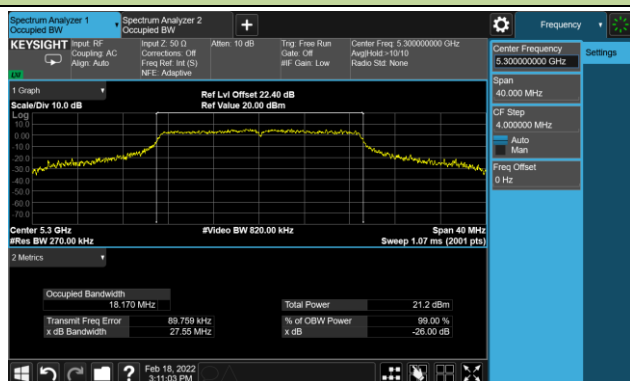 Spectrum Analyzer 1
Occupied BW
Spectrum Analyzer 2
Occupied BW
+
Frequency
KEYSIGHT
Input: RF
Coupling: AC
Align: Auto
Input Z: 50 Ω
Corrections: Off
Freq Ref: Int (S)
NFE: Adaptive
Atten: 10 dB
Trig: Free Run
Gate: Off
#IF Gain: Low
Center Freq: 5.300000000 GHz
Avg|Hold:>10/10
Radio Std: None
Center Frequency
5.300000000 GHz
Settings
Span
40.000 MHz
CF Step
4.000000 MHz
Auto
Man
Freq Offset
0 Hz
LV
1 Graph
Scale/Div 10.0 dB
Ref Lvl Offset 22.40 dB
Ref Value 20.00 dBm
Log
10.0
0.00
-10.0
-20.0
-30.0
-40.0
-50.0
-60.0
-70.0
Center 5.3 GHz
#Video BW 820.00 kHz
Span 40 MHz
#Res BW 270.00 kHz
Sweep 1.07 ms (2001 pts)
2 Metrics
Occupied Bandwidth
18.170 MHz
Total Power 21.2 dBm
Transmit Freq Error 89.759 kHz
% of OBW Power 99.00 %
x dB Bandwidth 27.55 MHz
x dB -26.00 dB
?
Feb 18, 2022
3:11:03 PM